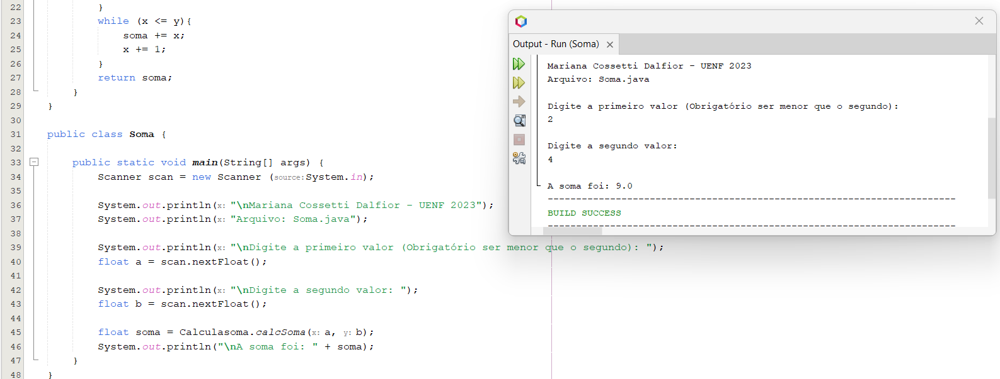 22 }
23 while (x <= y){
24 soma += x;
25 x += 1;
26 }
27 return soma;
28 }
29 }
30
31 public class Soma {
32
33 public static void main(String[] args) {
34 Scanner scan = new Scanner (source:System.in);
35
36 System.out.println(x: "\nMariana Cossetti Dalfior - UENF 2023");
37 System.out.println(x: "Arquivo: Soma.java");
38
39 System.out.println(x: "\nDigite a primeiro valor (Obrigatório ser menor que o segundo): ");
40 float a = scan.nextFloat();
41
42 System.out.println(x: "\nDigite a segundo valor: ");
43 float b = scan.nextFloat();
44
45 float soma = Calculasoma.calcSoma(x: a, y: b);
46 System.out.println("\nA soma foi: " + soma);
47 }
48 }
Output - Run (Soma)
Mariana Cossetti Dalfior - UENF 2023
Arquivo: Soma.java
Digite a primeiro valor (Obrigatório ser menor que o segundo):
2
Digite a segundo valor:
4
A soma foi: 9.0
------------------------------------------------------------------------
BUILD SUCCESS
------------------------------------------------------------------------